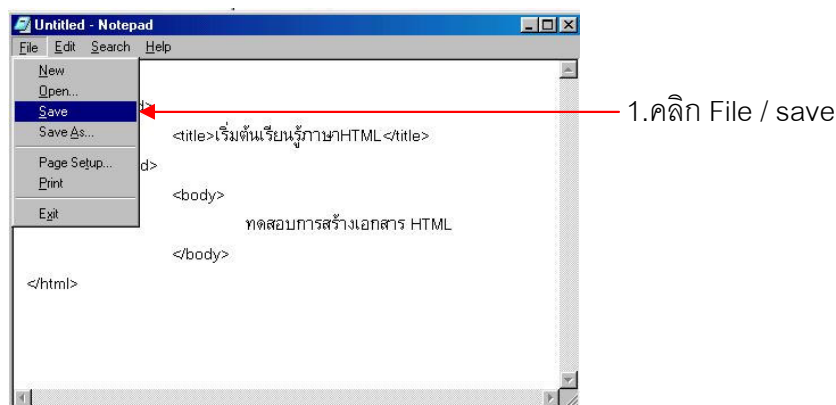 Untitled - Notepad
File Edit Search Help
New
Open...
Save
Save As...
Page Setup...
Print
Exit
d>
<title>เริ่มต้นเรียนรู้ภาษาHTML</title>
d>
<body>
ทดสอบการสร้างเอกสาร HTML
</body>
</html>
1.คลิก File / save